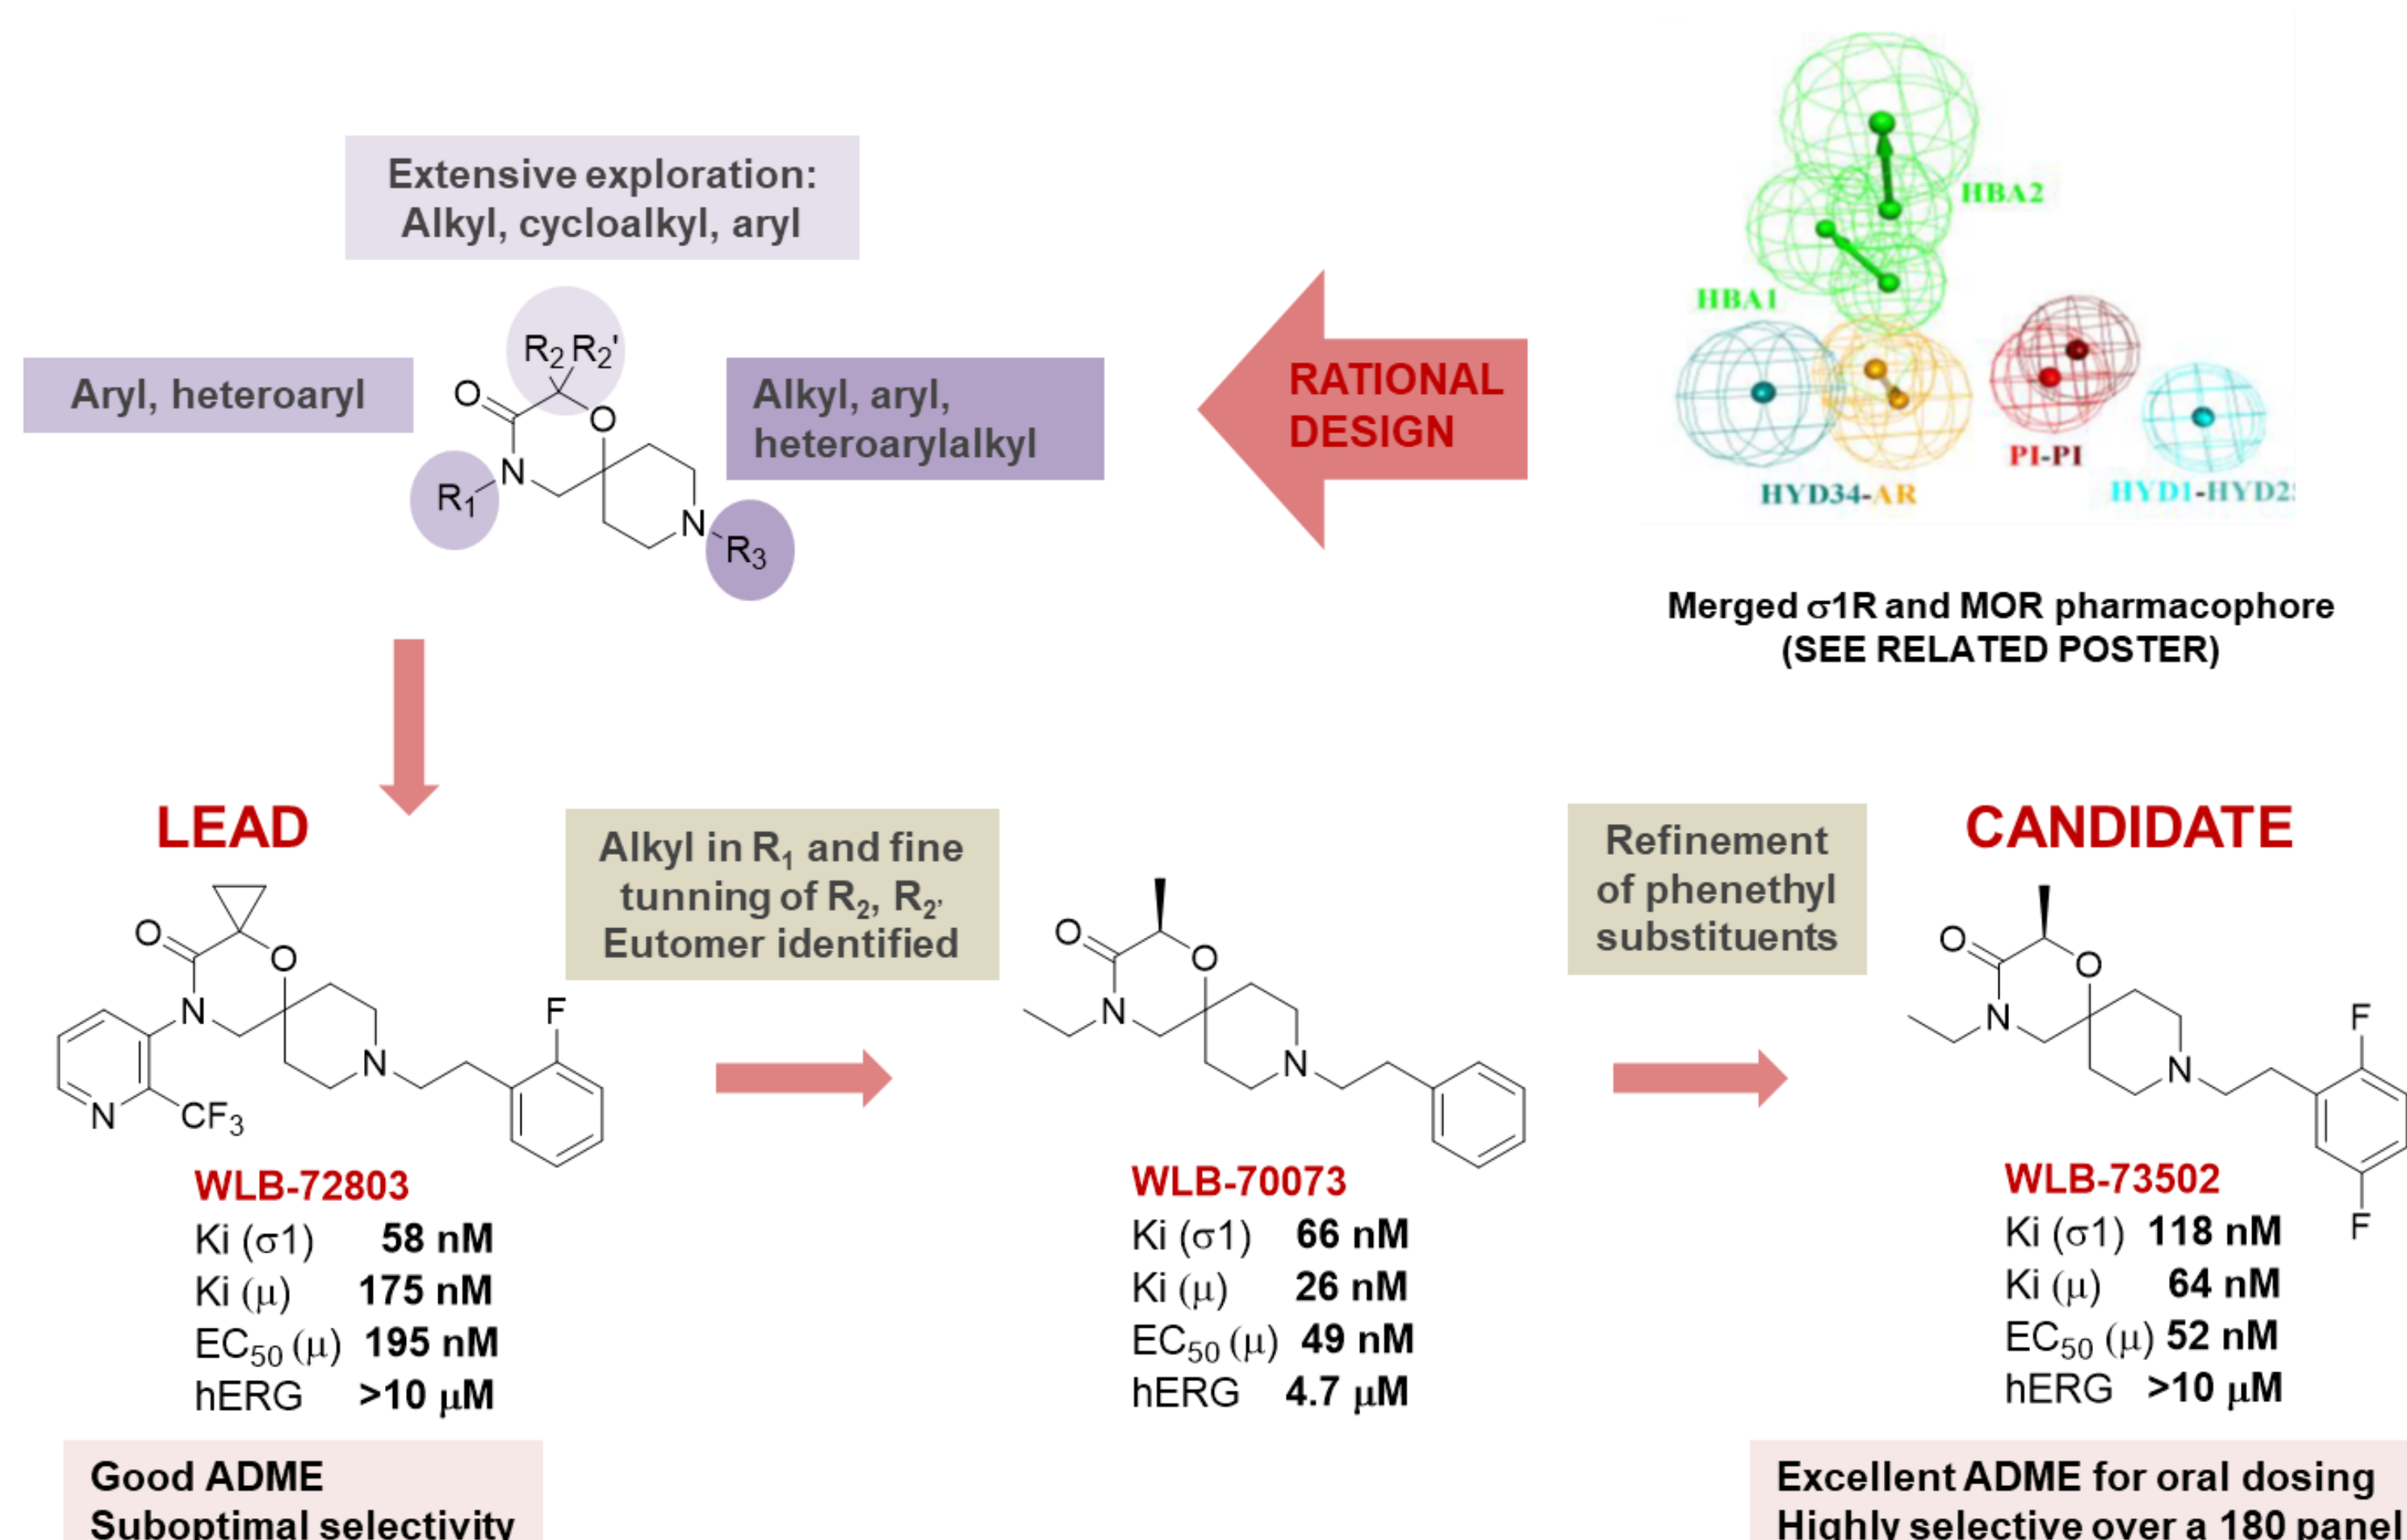 Extensive exploration:
Alkyl, cycloalkyl, aryl
Aryl, heteroaryl
Alkyl, aryl,
heteroarylalkyl
R2 R2'
O
O
N
R1
N
R3
RATIONAL
DESIGN
HBA2
HBA1
PI-PI
HYD34-AR
HYD1-HYD2
Merged σ1R and MOR pharmacophore
(SEE RELATED POSTER)
LEAD
Alkyl in R1 and fine
tunning of R2, R2'
Eutomer identified
Refinement
of phenethyl
substituents
CANDIDATE
O
O
N
N
F
N
CF3
O
O
N
N
O
O
N
N
F
F
WLB-72803
Ki (σ1) 58 nM
Ki (μ) 175 nM
EC50 (μ) 195 nM
hERG >10 μM
WLB-70073
Ki (σ1) 66 nM
Ki (μ) 26 nM
EC50 (μ) 49 nM
hERG 4.7 μM
WLB-73502
Ki (σ1) 118 nM
Ki (μ) 64 nM
EC50 (μ) 52 nM
hERG >10 μM
Good ADME
Suboptimal selectivity
Excellent ADME for oral dosing
Highly selective over a 180 panel